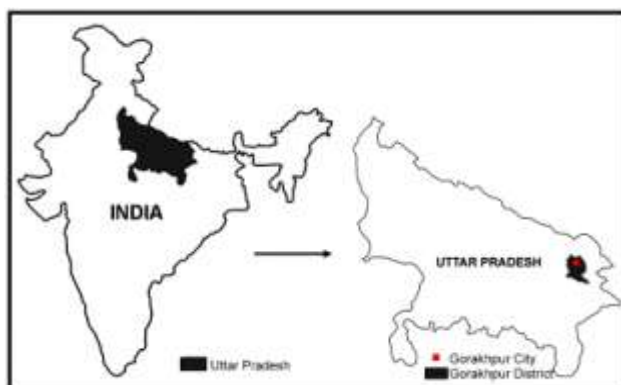 INDIA
UTTAR PRADESH
Uttar Pradesh
Gorakhpur City
Gorakhpur District